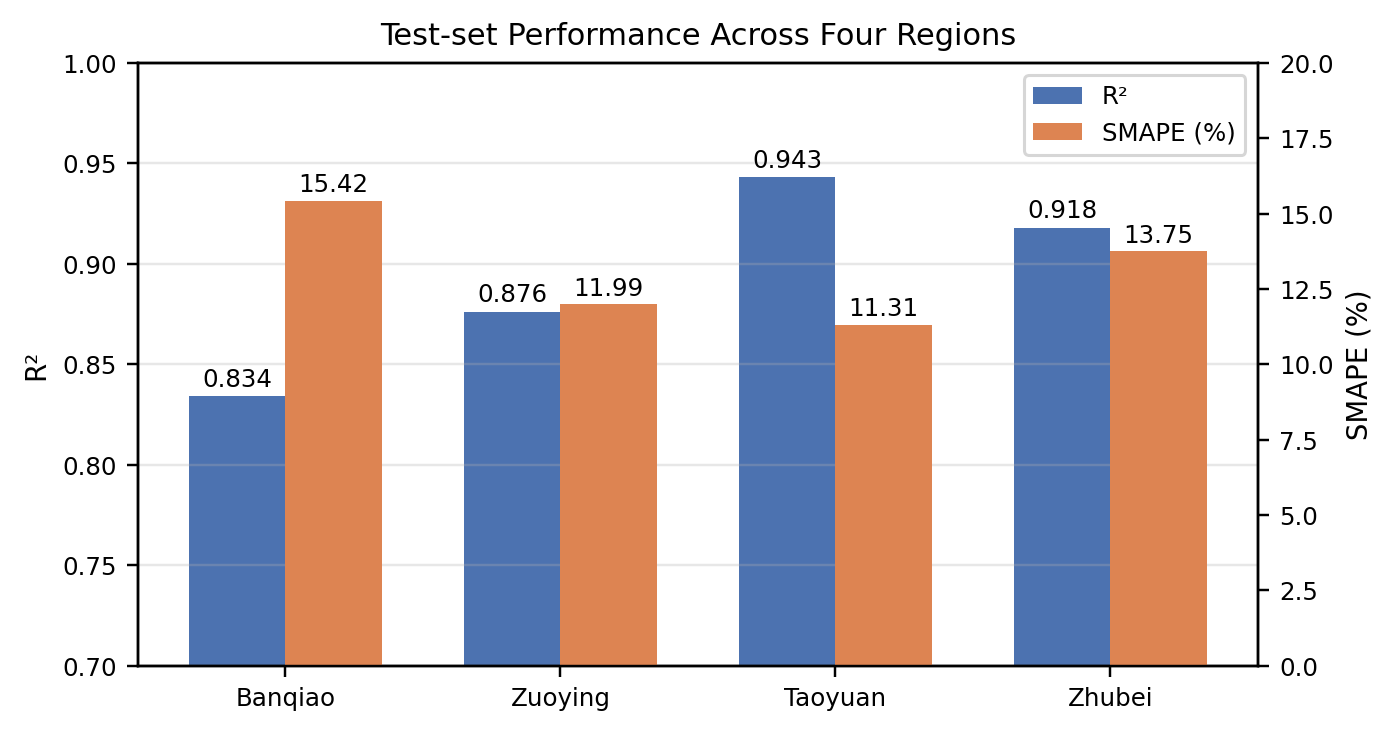 Test-set Performance Across Four Regions
R²
1.00
0.95
0.90
0.85
0.80
0.75
0.70
SMAPE (%)
20.0
17.5
15.0
12.5
10.0
7.5
5.0
2.5
0.0
R²
SMAPE (%)
0.834
15.42
0.876
11.99
0.943
11.31
0.918
13.75
Banqiao
Zuoying
Taoyuan
Zhubei